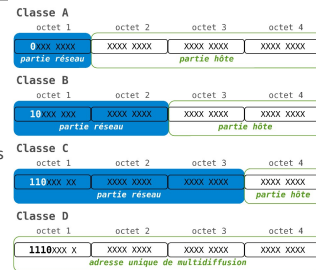 Classe A
octet 1 octet 2 octet 3 octet 4
0XXX XXXX XXXX XXXX XXXX XXXX XXXX XXXX
partie réseau partie hôte
Classe B
octet 1 octet 2 octet 3 octet 4
10XXX XXX XXXX XXXX XXXX XXXX XXXX XXXX
partie réseau partie hôte
s
Classe C
octet 1 octet 2 octet 3 octet 4
110XXX XX XXXX XXXX XXXX XXXX XXXX XXXX
partie réseau partie hôte
Classe D
octet 1 octet 2 octet 3 octet 4
1110XXX X XXXX XXXX XXXX XXXX XXXX XXXX
adresse unique de multidiffusion